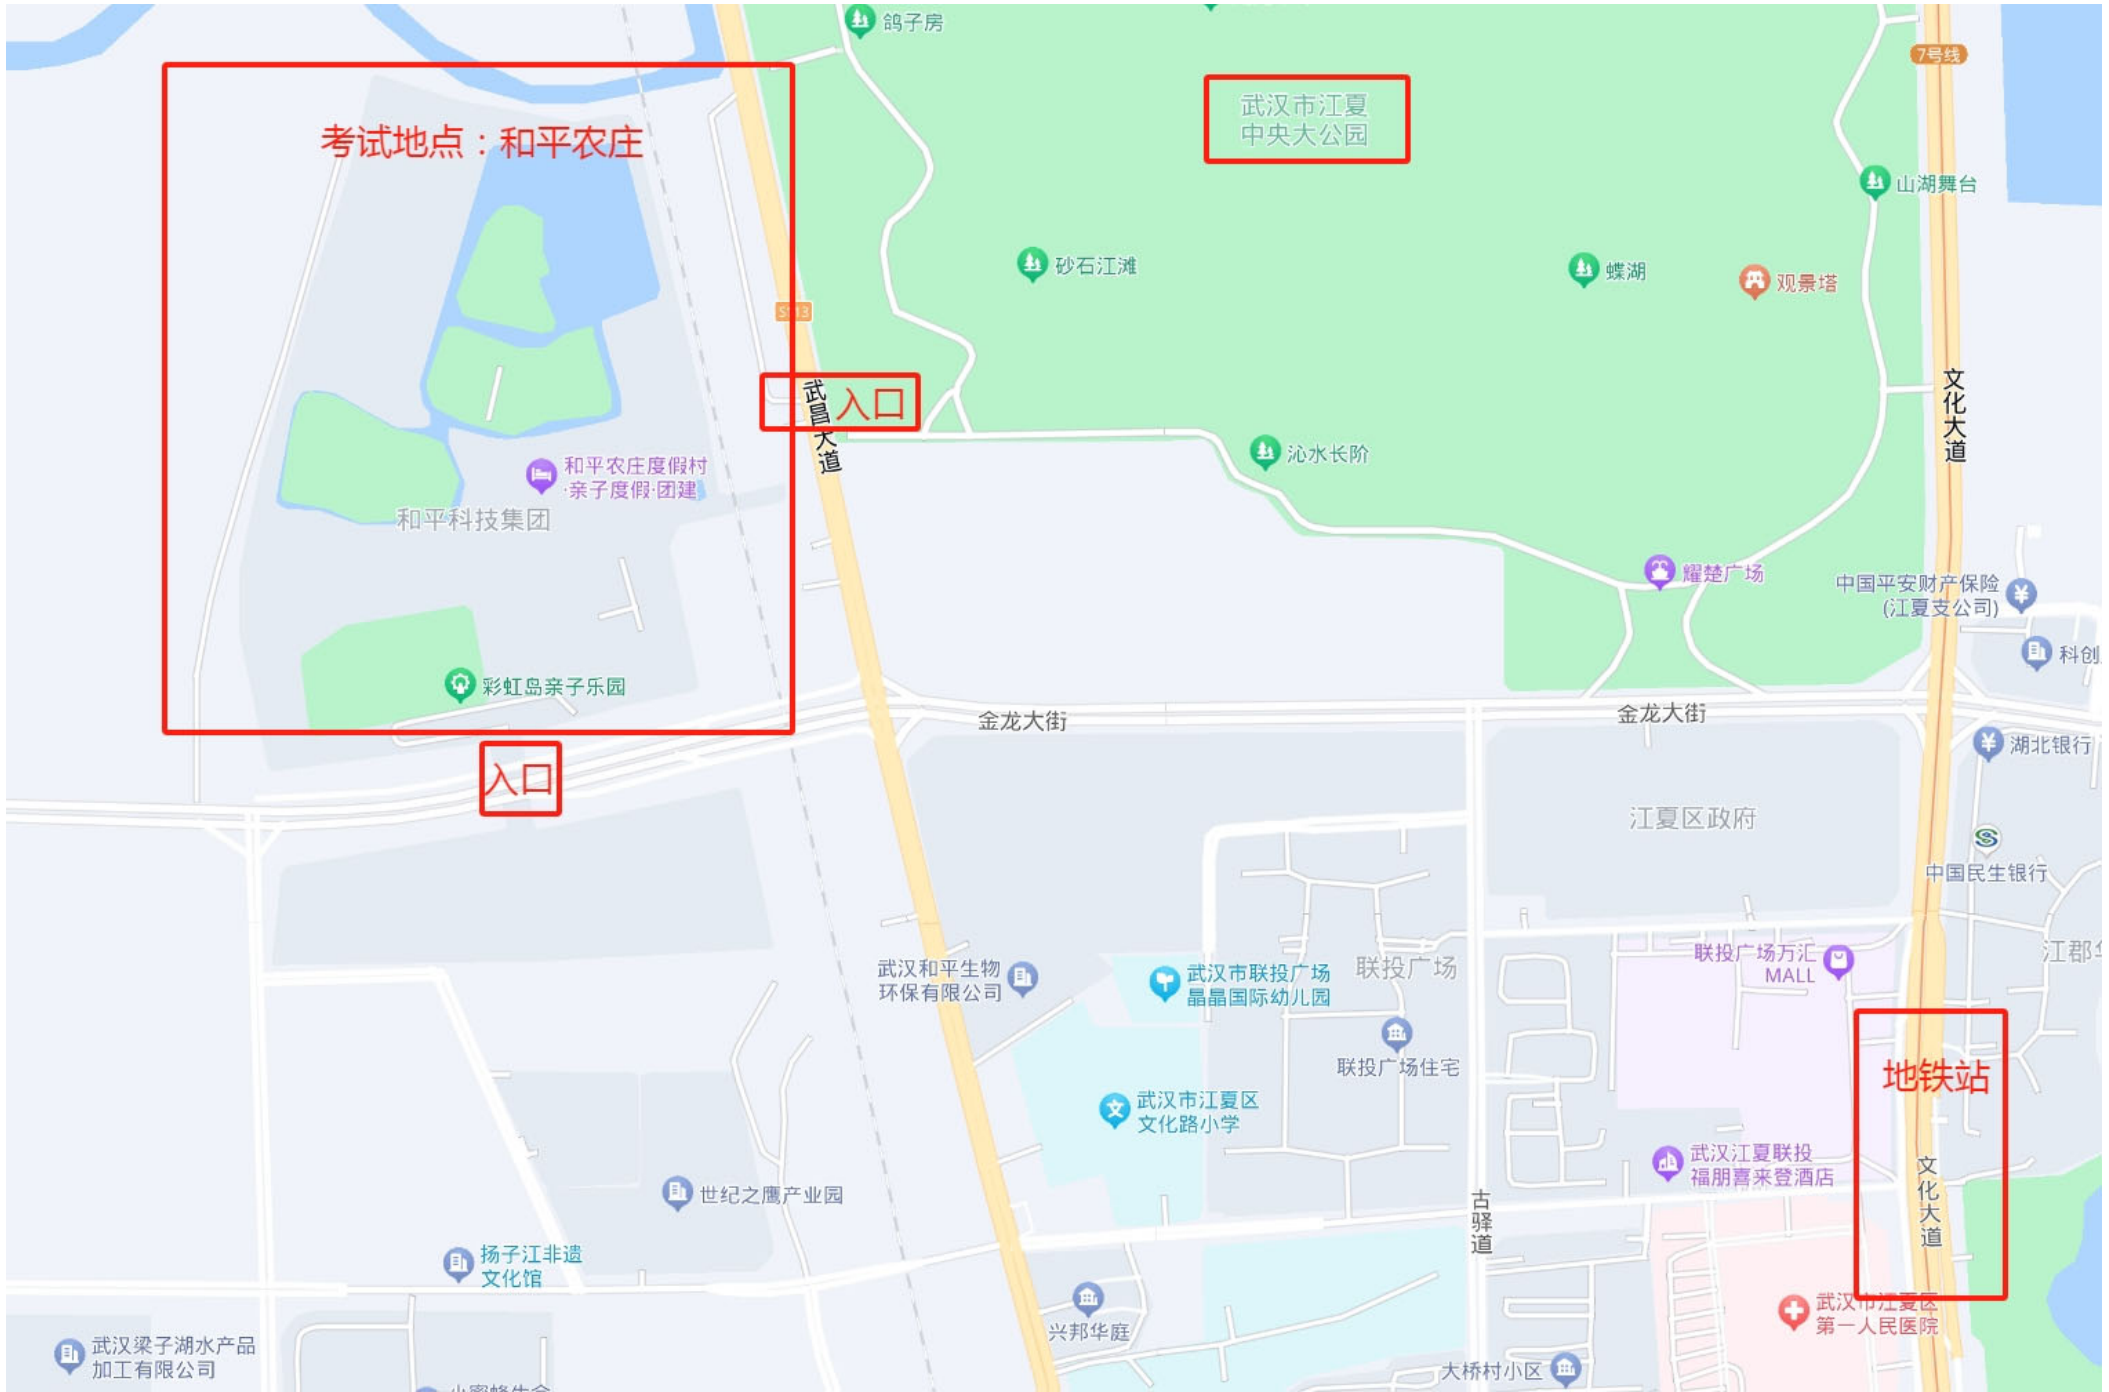 鸽子房
7号线
武汉市江夏
中央大公园
考试地点：和平农庄
山湖舞台
砂石江滩
蝶湖
观景塔
入口
武昌大道
文化大道
沁水长阶
和平农庄度假村
·亲子度假·团建
和平科技集团
耀楚广场
中国平安财产保险
(江夏支公司)
科创
彩虹岛亲子乐园
金龙大街
金龙大街
湖北银行
入口
江夏区政府
中国民生银行
联投广场万汇
MALL
武汉和平生物
环保有限公司
武汉市联投广场
晶晶国际幼儿园
联投广场
联投广场住宅
地铁站
武汉市江夏区
文化路小学
武汉江夏联投
福朋喜来登酒店
文化大道
世纪之鹰产业园
古驿道
扬子江非遗
文化馆
武汉市江夏区
第一人民医院
兴邦华庭
武汉梁子湖水产品
加工有限公司
大桥村小区